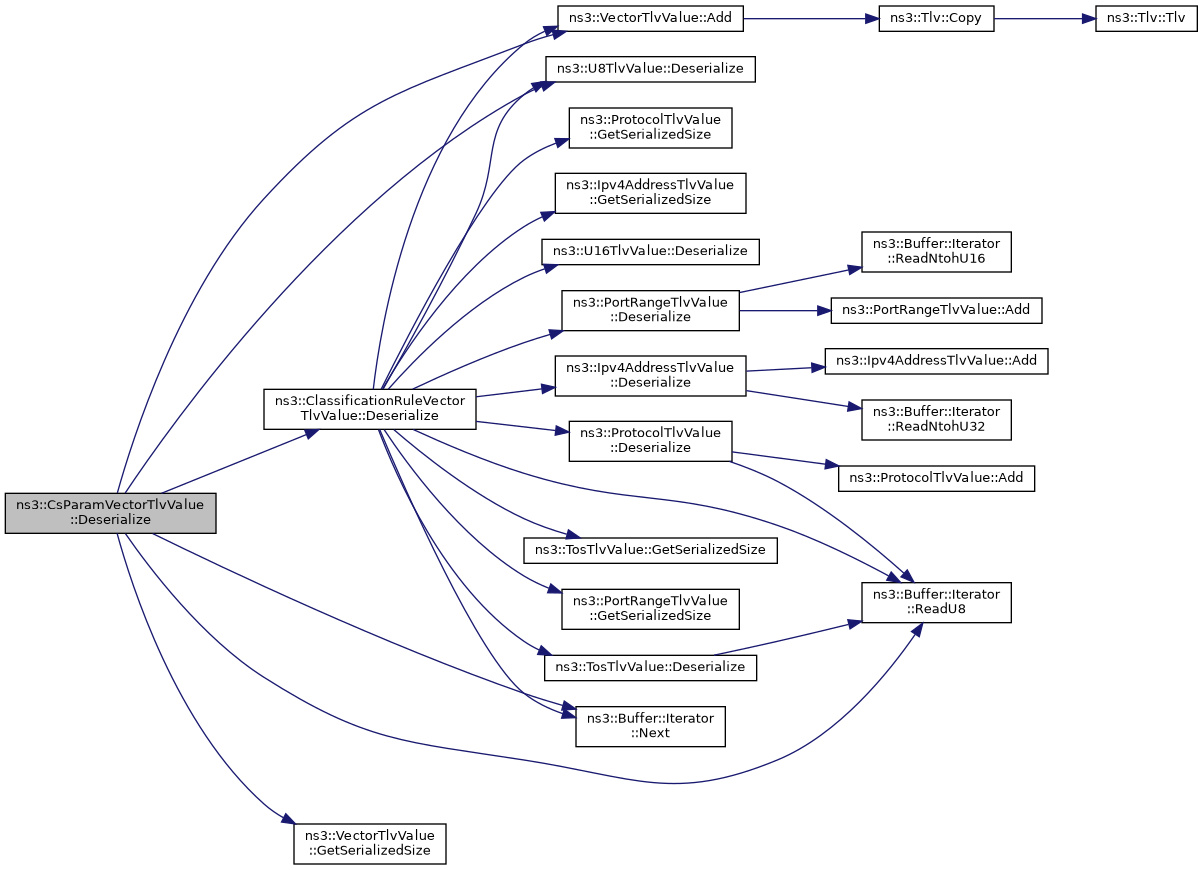 ns3::VectorTlvValue::Add
ns3::Tlv::Copy
ns3::Tlv::Tlv
ns3::U8TlvValue::Deserialize
ns3::ProtocolTlvValue
::GetSerializedSize
ns3::Ipv4AddressTlvValue
::GetSerializedSize
ns3::U16TlvValue::Deserialize
ns3::Buffer::Iterator
::ReadNtohU16
ns3::PortRangeTlvValue
::Deserialize
ns3::PortRangeTlvValue::Add
ns3::Ipv4AddressTlvValue
::Deserialize
ns3::Ipv4AddressTlvValue::Add
ns3::ClassificationRuleVector
TlvValue::Deserialize
ns3::Buffer::Iterator
::ReadNtohU32
ns3::ProtocolTlvValue
::Deserialize
ns3::ProtocolTlvValue::Add
ns3::CsParamVectorTlvValue
::Deserialize
ns3::TosTlvValue::GetSerializedSize
ns3::PortRangeTlvValue
::GetSerializedSize
ns3::Buffer::Iterator
::ReadU8
ns3::TosTlvValue::Deserialize
ns3::Buffer::Iterator
::Next
ns3::VectorTlvValue
::GetSerializedSize